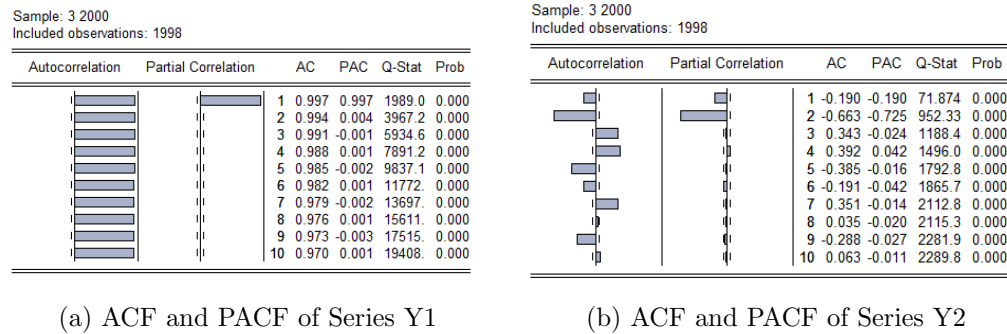 Sample: 3 2000
Included observations: 1998
Autocorrelation Partial Correlation AC PAC Q-Stat Prob
1 0.997 0.997 1989.0 0.000
2 0.994 0.004 3967.2 0.000
3 0.991 -0.001 5934.6 0.000
4 0.988 0.001 7891.2 0.000
5 0.985 -0.002 9837.1 0.000
6 0.982 0.001 11772. 0.000
7 0.979 -0.002 13697. 0.000
8 0.976 0.001 15611. 0.000
9 0.973 -0.003 17515. 0.000
10 0.970 0.001 19408. 0.000
(a) ACF and PACF of Series Y1
Sample: 3 2000
Included observations: 1998
Autocorrelation Partial Correlation AC PAC Q-Stat Prob
1 -0.190 -0.190 71.874 0.000
2 -0.663 -0.725 952.33 0.000
3 0.343 -0.024 1188.4 0.000
4 0.392 0.042 1496.0 0.000
5 -0.385 -0.016 1792.8 0.000
6 -0.191 -0.042 1865.7 0.000
7 0.351 -0.014 2112.8 0.000
8 0.035 -0.020 2115.3 0.000
9 -0.288 -0.027 2281.9 0.000
10 0.063 -0.011 2289.8 0.000
(b) ACF and PACF of Series Y2